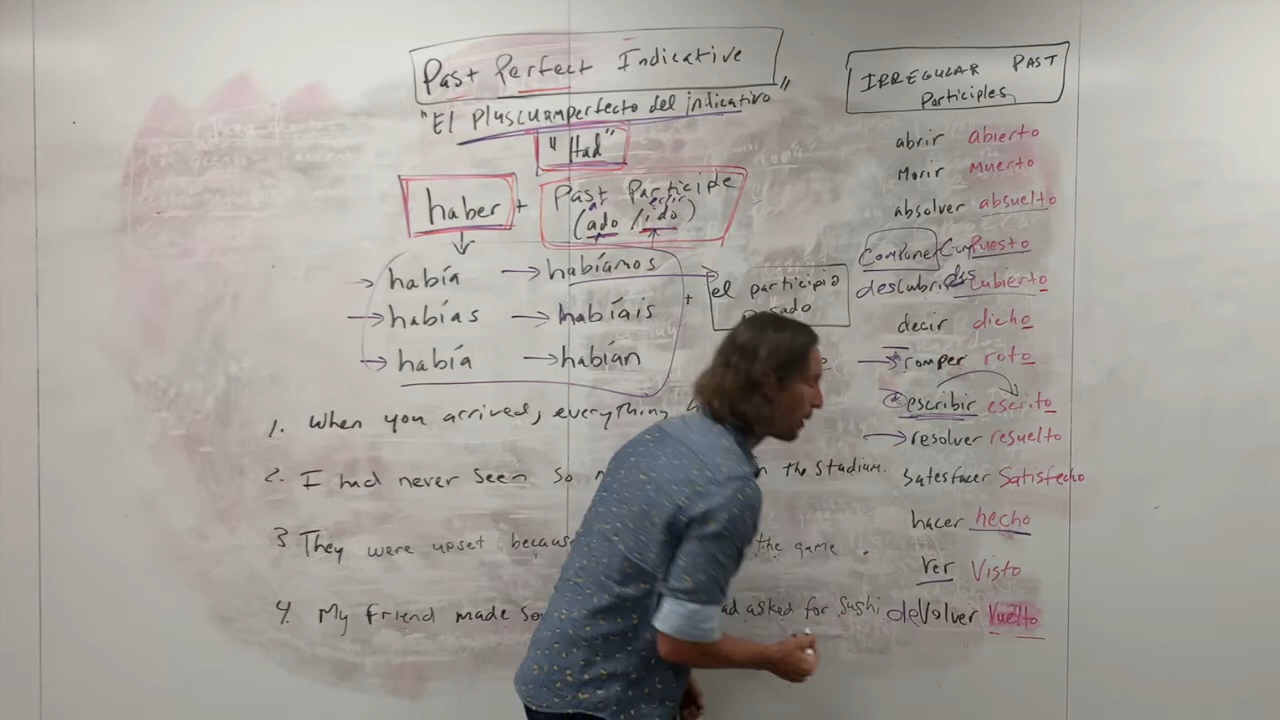 Past Perfect Indicative
"El Pluscuamperfecto del indicativo"
"Had"
haber + Past Participle
ar er/ir
(ado / ido)
→ había → habíamos
→ habías → habíais
→ había → habían
+ el participio
pasado
1. When you arrived, everything
2. I had never seen so in the stadium.
3 They were upset the game.
4. My friend made asked for Sushi
IRREGULAR PAST
Participles
abrir abierto
Morir Muerto
absolver absuelto
Componer Compuesto
descubrir descubierto
decir dicho
→ *romper roto
* escribir escrito
→ resolver resuelto
Satesfacer Satisfecho
hacer hecho
Ver Visto
deVolver Vuelto